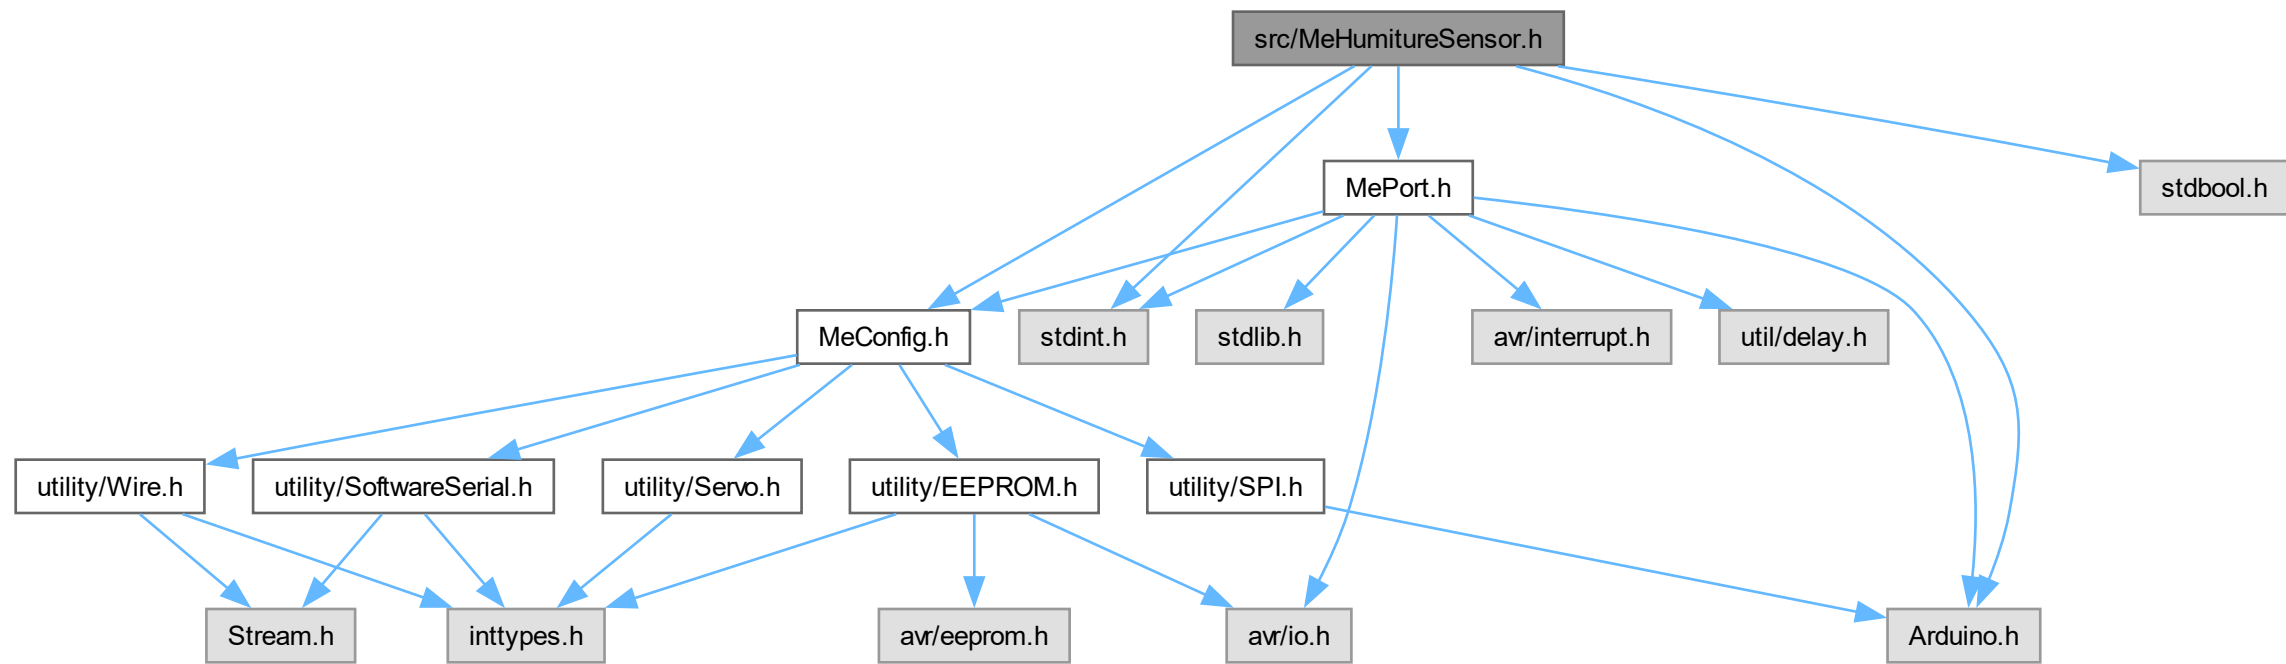 src/MeHumitureSensor.h
MePort.h
stdbool.h
MeConfig.h
stdint.h
stdlib.h
avr/interrupt.h
util/delay.h
utility/Wire.h
utility/SoftwareSerial.h
utility/Servo.h
utility/EEPROM.h
utility/SPI.h
Stream.h
inttypes.h
avr/eeprom.h
avr/io.h
Arduino.h